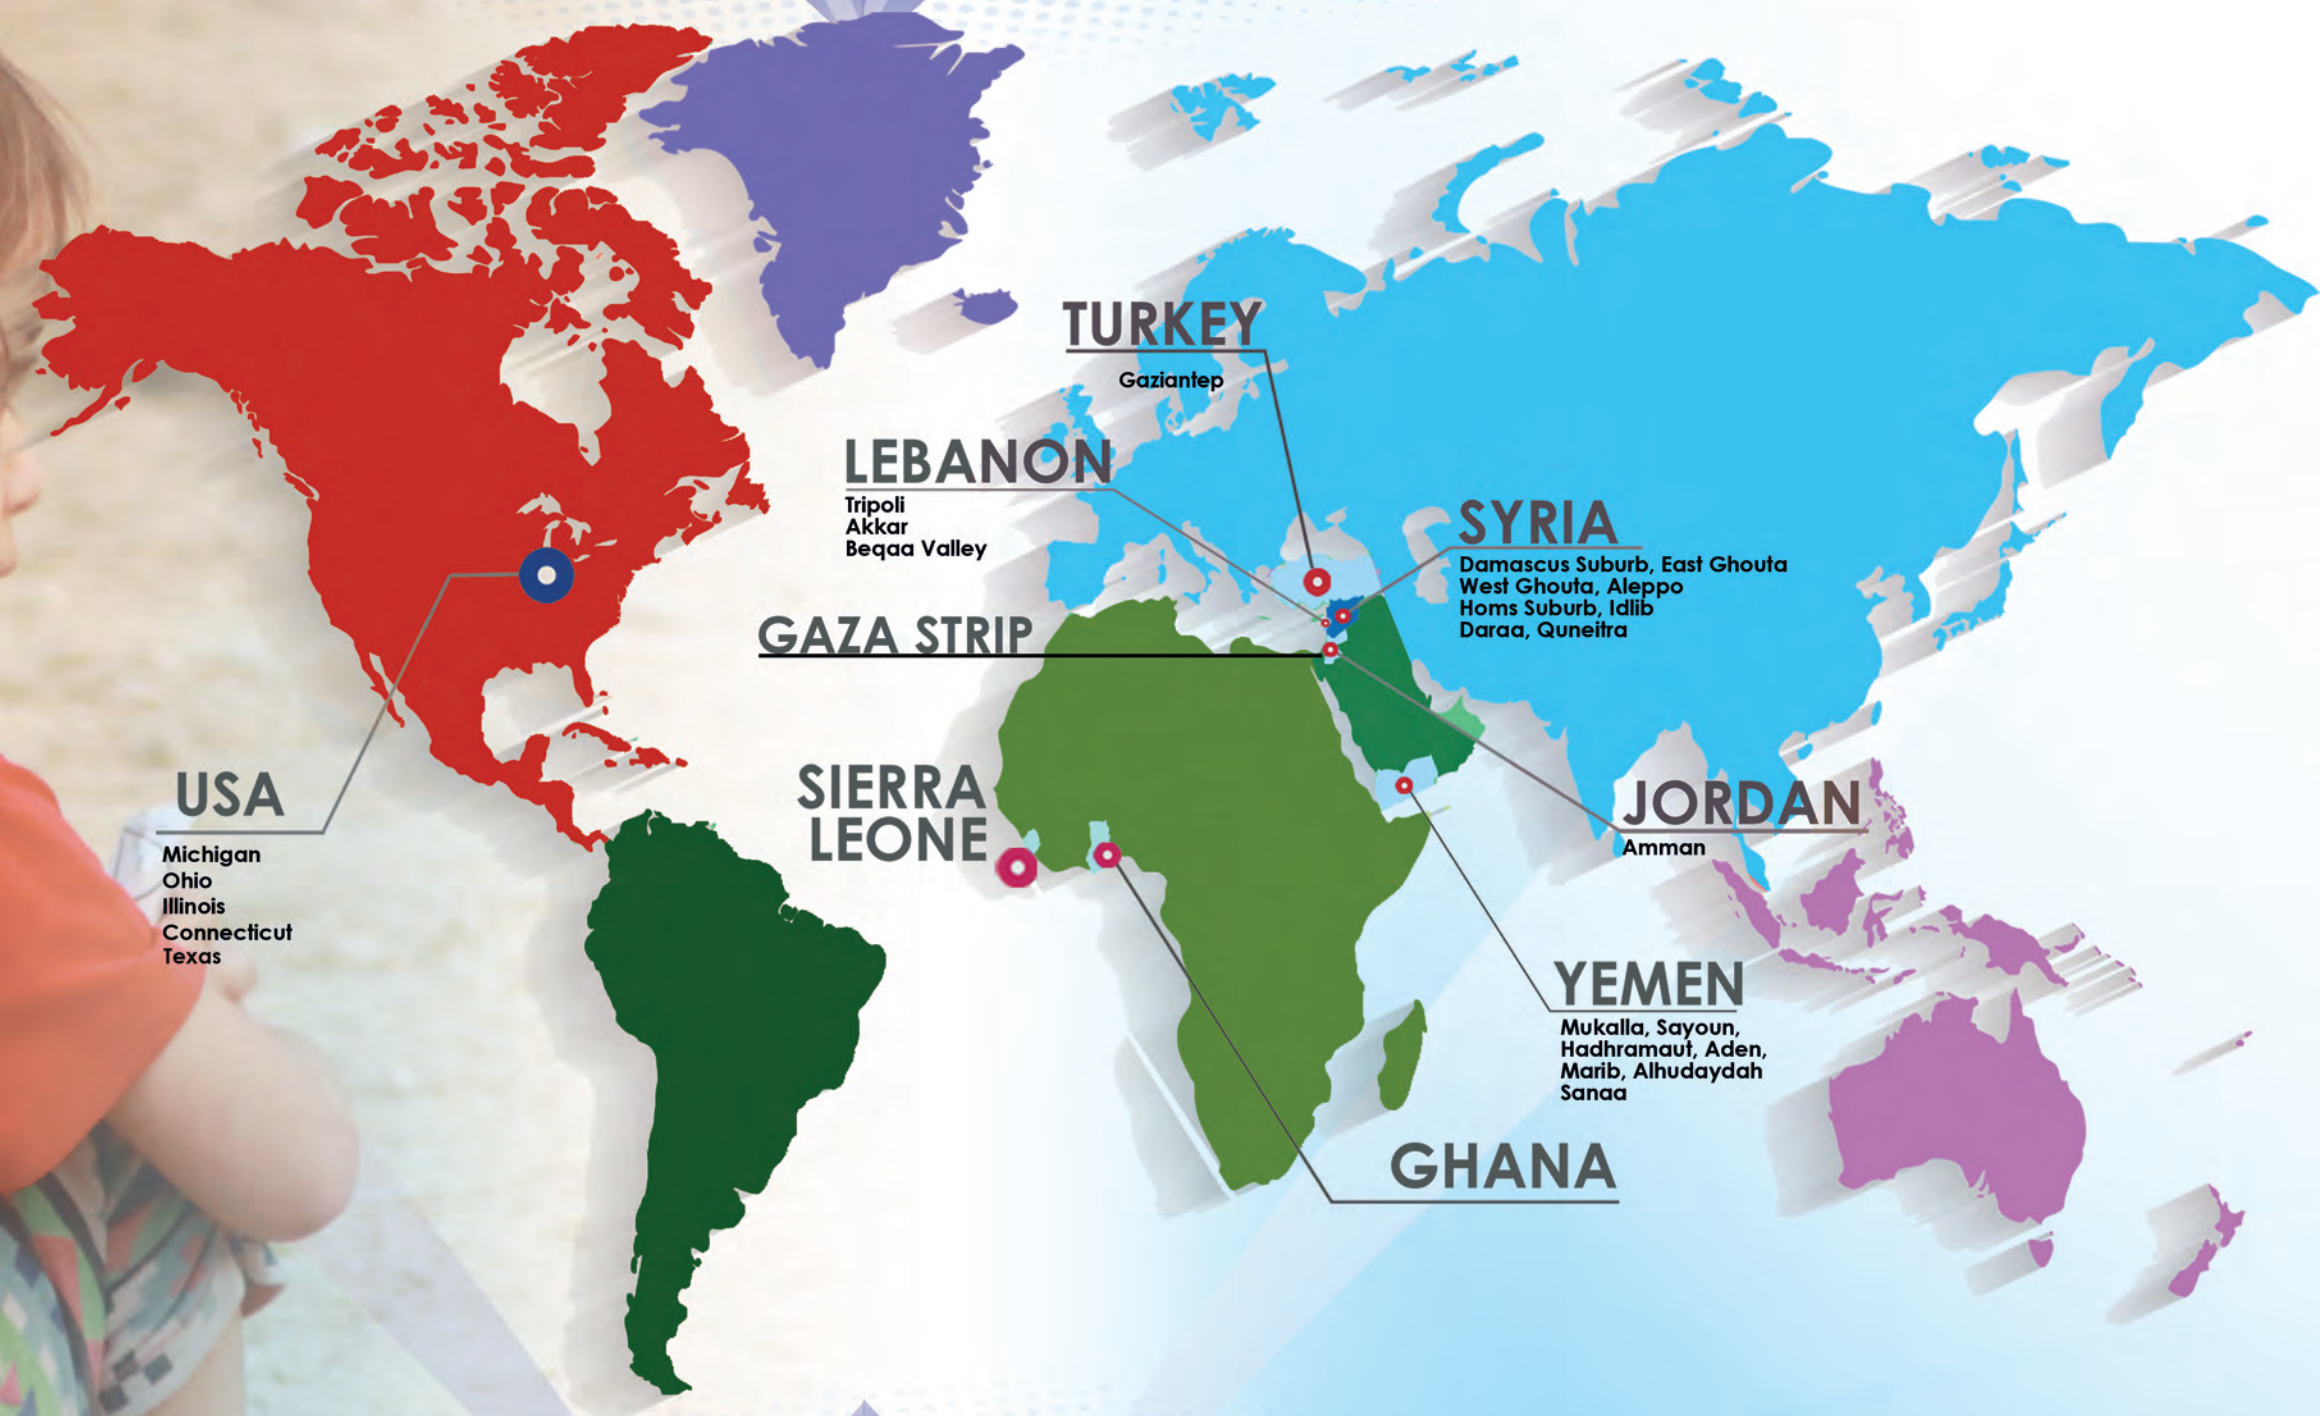 TURKEY
Gaziantep
LEBANON
Tripoli
Akkar
Beqaa Valley
SYRIA
Damascus Suburb, East Ghouta
West Ghouta, Aleppo
Homs Suburb, Idlib
Daraa, Quneitra
GAZA STRIP
USA
Michigan
Ohio
Illinois
Connecticut
Texas
SIERRA
LEONE
JORDAN
Amman
YEMEN
Mukalla, Sayoun,
Hadhramaut, Aden,
Marib, Alhudaydah
Sanaa
GHANA